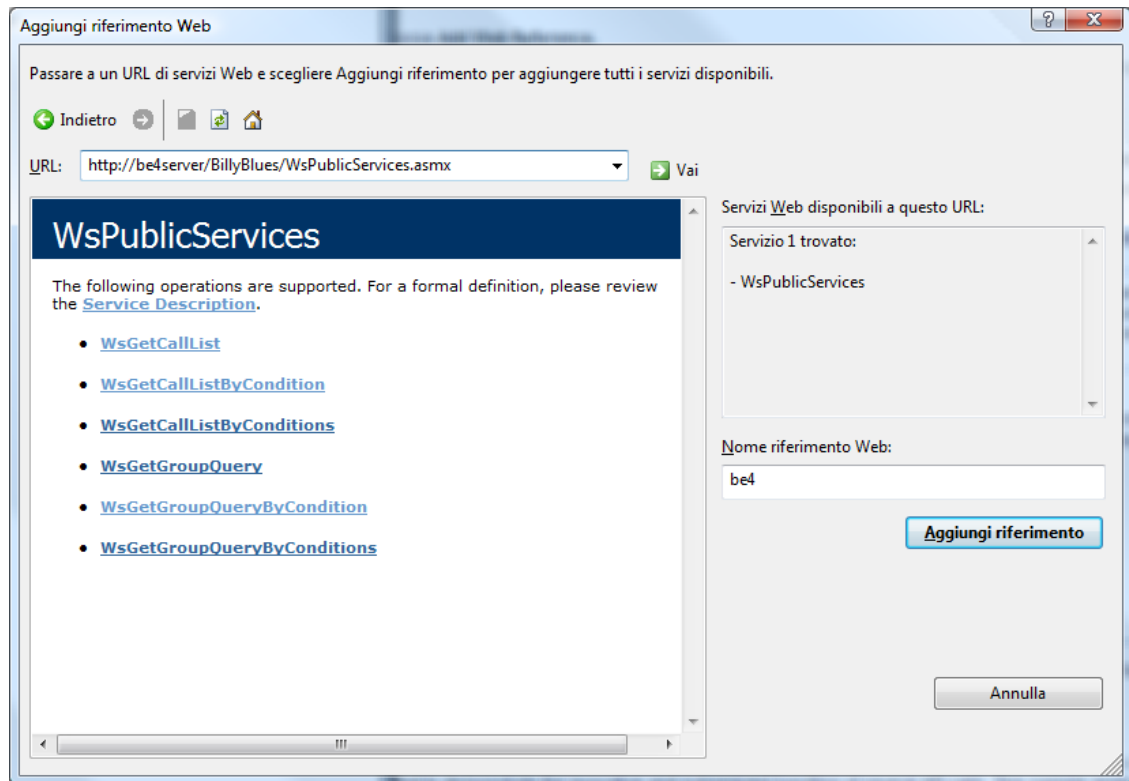 Aggiungi riferimento Web
Passare a un URL di servizi Web e scegliere Aggiungi riferimento per aggiungere tutti i servizi disponibili.
Indietro
URL: http://be4server/BillyBlues/WsPublicServices.asmx Vai
WsPublicServices
The following operations are supported. For a formal definition, please review
the Service Description.
• WsGetCallList
• WsGetCallListByCondition
• WsGetCallListByConditions
• WsGetGroupQuery
• WsGetGroupQueryByCondition
• WsGetGroupQueryByConditions
Servizi Web disponibili a questo URL:
Servizio 1 trovato:
- WsPublicServices
Nome riferimento Web:
be4
Aggiungi riferimento
Annulla